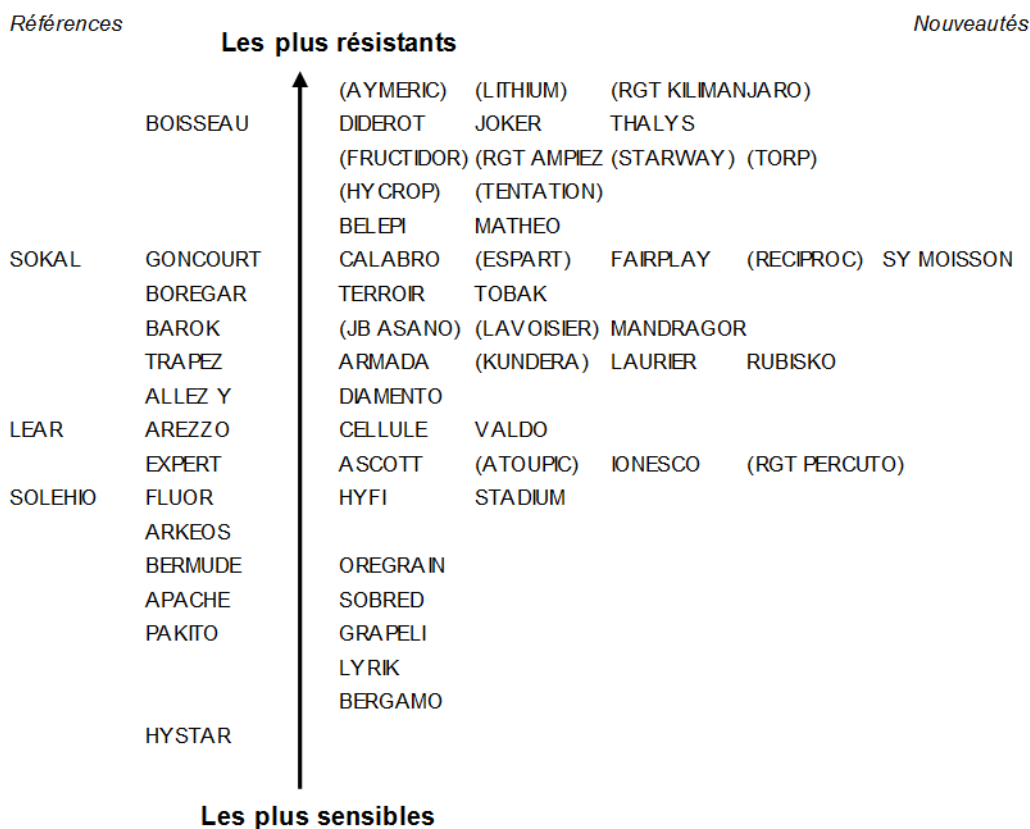 Références Nouveautés
Les plus résistants
(AYMERIC) (LITHIUM) (RGT KILIMANJARO)
BOISSEAU DIDEROT JOKER THALYS
(FRUCTIDOR) (RGT AMPIEZ (STARWAY) (TORP)
(HYCROP) (TENTATION)
BELEPI MATHEO
SOKAL GONCOURT CALABRO (ESPART) FAIRPLAY (RECIPROC) SY MOISSON
BOREGAR TERROIR TOBAK
BAROK (JB ASANO) (LAVOISIER) MANDRAGOR
TRAPEZ ARMADA (KUNDERA) LAURIER RUBISKO
ALLEZ Y DIAMENTO
LEAR AREZZO CELLULE VALDO
EXPERT ASCOTT (ATOUPIC) IONESCO (RGT PERCUTO)
SOLEHIO FLUOR HYFI STADIUM
ARKEOS
BERMUDE OREGRAIN
APACHE SOBRED
PAKITO GRAPELI
LYRIK
BERGAMO
HYSTAR
Les plus sensibles